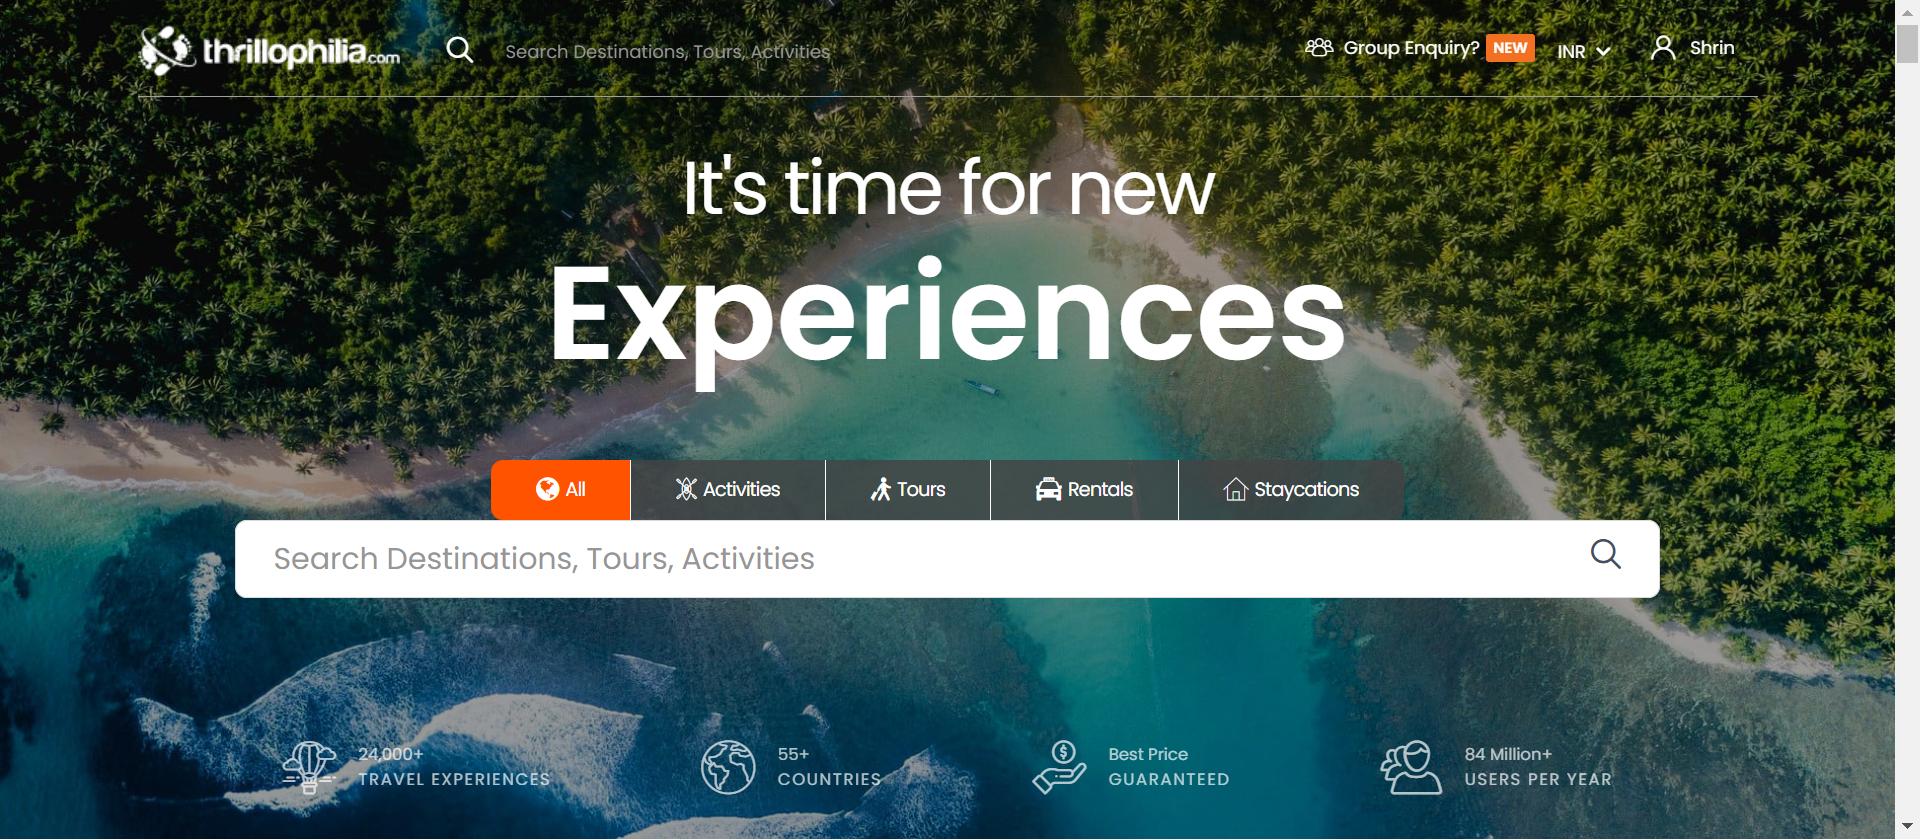 thrillophilia.com
Search Destinations, Tours, Activities
Group Enquiry? NEW
INR
Shrin
It's time for new
Experiences
All
Activities
Tours
Rentals
Staycations
Search Destinations, Tours, Activities
24,000+
TRAVEL EXPERIENCES
55+
COUNTRIES
Best Price
GUARANTEED
84 Million+
USERS PER YEAR